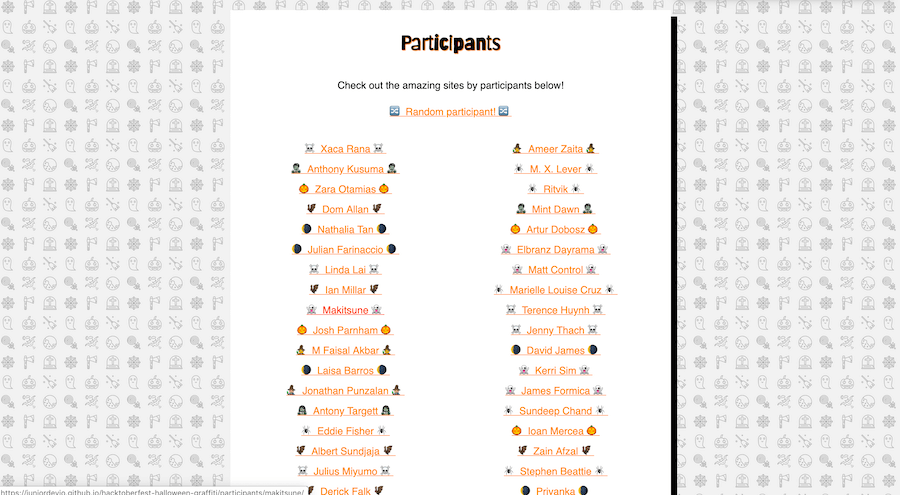 Participants
Check out the amazing sites by participants below!
Random participant!
Xaca Rana
Anthony Kusuma
Zara Otamias
Dom Allan
Nathalia Tan
Julian Farinaccio
Linda Lai
Ian Millar
Makitsune
Josh Parnham
M Faisal Akbar
Laisa Barros
Jonathan Punzalan
Antony Targett
Eddie Fisher
Albert Sundjaja
Julius Miyumo
Derick Falk
Ameer Zaita
M. X. Lever
Ritvik
Mint Dawn
Artur Dobosz
Elbranz Dayrama
Matt Control
Marielle Louise Cruz
Terence Huynh
Jenny Thach
David James
Kerri Sim
James Formica
Sundeep Chand
Ioan Mercea
Zain Afzal
Stephen Beattie
Priyanka
https://juniordevio.github.io/hacktoberfest-halloween-graffiti/participants/makitsune/